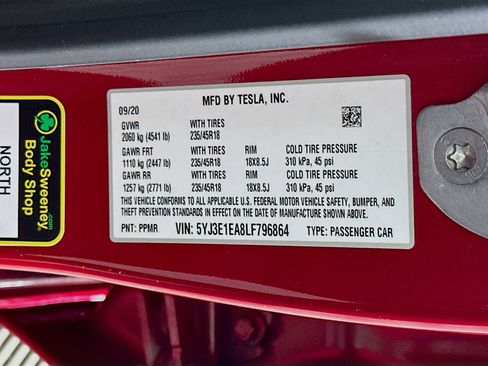 MFD BY TESLA, INC.
09/20
GVWR WITH TIRES
2060 kg (4541 lb) 235/45R18
GAWR FRT WITH TIRES RIM COLD TIRE PRESSURE
1110 kg (2447 lb) 235/45R18 18X8.5J 310 kPa, 45 psi
GAWR RR WITH TIRES RIM COLD TIRE PRESSURE
1257 kg (2771 lb) 235/45R18 18X8.5J 310 kPa, 45 psi
THIS VEHICLE CONFORMS TO ALL APPLICABLE U.S. FEDERAL MOTOR VEHICLE SAFETY, BUMPER, AND
THEFT PREVENTION STANDARDS IN EFFECT ON THE DATE OF MANUFACTURE SHOWN ABOVE.
PNT: PPMR VIN: 5YJ3E1EA8LF796864 TYPE: PASSENGER CAR
JakeSweeney.com
Body Shop
NORTH